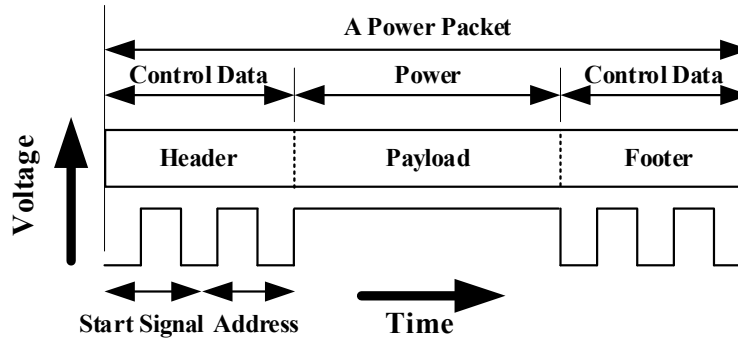 A Power Packet
Control Data Power Control Data
Header Payload Footer
Voltage
Start Signal Address Time